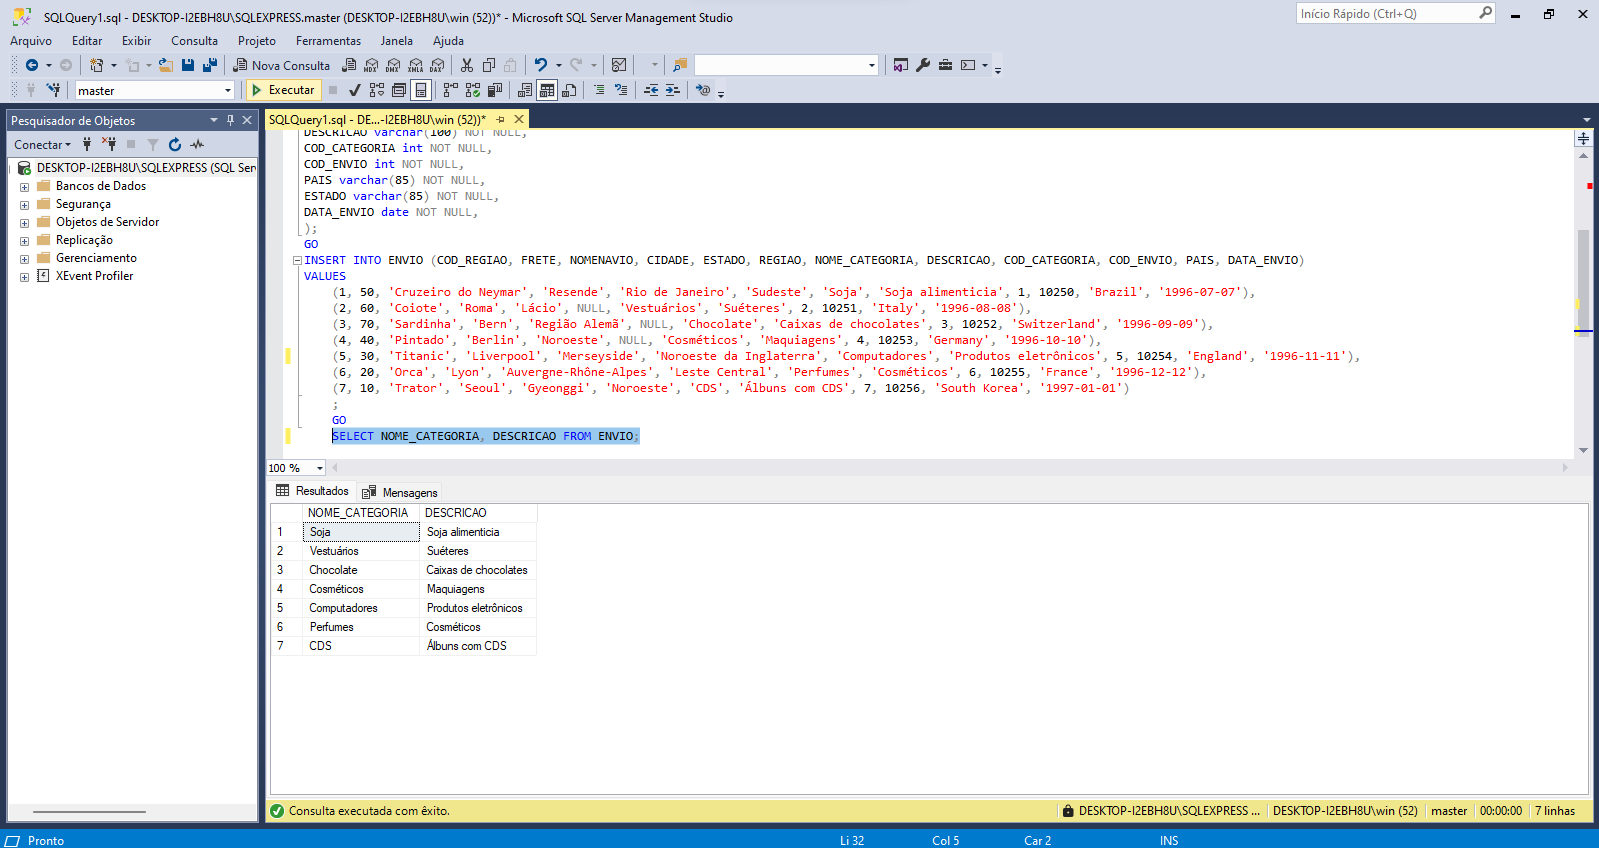 SQLQuery1.sql - DESKTOP-I2EBH8U\SQLEXPRESS.master (DESKTOP-I2EBH8U\win (52))* - Microsoft SQL Server Management Studio
Início Rápido (Ctrl+Q)
Arquivo Editar Exibir Consulta Projeto Ferramentas Janela Ajuda
Nova Consulta MDX DMX XMLA DAX
master Executar
Pesquisador de Objetos
SQLQuery1.sql - DE...-I2EBH8U\win (52))*
Conectar
DESKTOP-I2EBH8U\SQLEXPRESS (SQL Ser
Bancos de Dados
Segurança
Objetos de Servidor
Replicação
Gerenciamento
XEvent Profiler
DESCRICAO varchar(100) NOT NULL,
COD_CATEGORIA int NOT NULL,
COD_ENVIO int NOT NULL,
PAIS varchar(85) NOT NULL,
ESTADO varchar(85) NOT NULL,
DATA_ENVIO date NOT NULL,
);
GO
INSERT INTO ENVIO (COD_REGIAO, FRETE, NOMENAVIO, CIDADE, ESTADO, REGIAO, NOME_CATEGORIA, DESCRICAO, COD_CATEGORIA, COD_ENVIO, PAIS, DATA_ENVIO)
VALUES
(1, 50, 'Cruzeiro do Neymar', 'Resende', 'Rio de Janeiro', 'Sudeste', 'Soja', 'Soja alimenticia', 1, 10250, 'Brazil', '1996-07-07'),
(2, 60, 'Coiote', 'Roma', 'Lácio', NULL, 'Vestuários', 'Suéteres', 2, 10251, 'Italy', '1996-08-08'),
(3, 70, 'Sardinha', 'Bern', 'Região Alemã', NULL, 'Chocolate', 'Caixas de chocolates', 3, 10252, 'Switzerland', '1996-09-09'),
(4, 40, 'Pintado', 'Berlin', 'Noroeste', NULL, 'Cosméticos', 'Maquiagens', 4, 10253, 'Germany', '1996-10-10'),
(5, 30, 'Titanic', 'Liverpool', 'Merseyside', 'Noroeste da Inglaterra', 'Computadores', 'Produtos eletrônicos', 5, 10254, 'England', '1996-11-11'),
(6, 20, 'Orca', 'Lyon', 'Auvergne-Rhône-Alpes', 'Leste Central', 'Perfumes', 'Cosméticos', 6, 10255, 'France', '1996-12-12'),
(7, 10, 'Trator', 'Seoul', 'Gyeonggi', 'Noroeste', 'CDS', 'Álbuns com CDS', 7, 10256, 'South Korea', '1997-01-01')
;
GO
SELECT NOME_CATEGORIA, DESCRICAO FROM ENVIO;
100 %
Resultados Mensagens
NOME_CATEGORIA DESCRICAO
1 Soja Soja alimenticia
2 Vestuários Suéteres
3 Chocolate Caixas de chocolates
4 Cosméticos Maquiagens
5 Computadores Produtos eletrônicos
6 Perfumes Cosméticos
7 CDS Álbuns com CDS
Consulta executada com êxito. DESKTOP-I2EBH8U\SQLEXPRESS ... DESKTOP-I2EBH8U\win (52) master 00:00:00 7 linhas
Pronto Li 32 Col 5 Car 2 INS